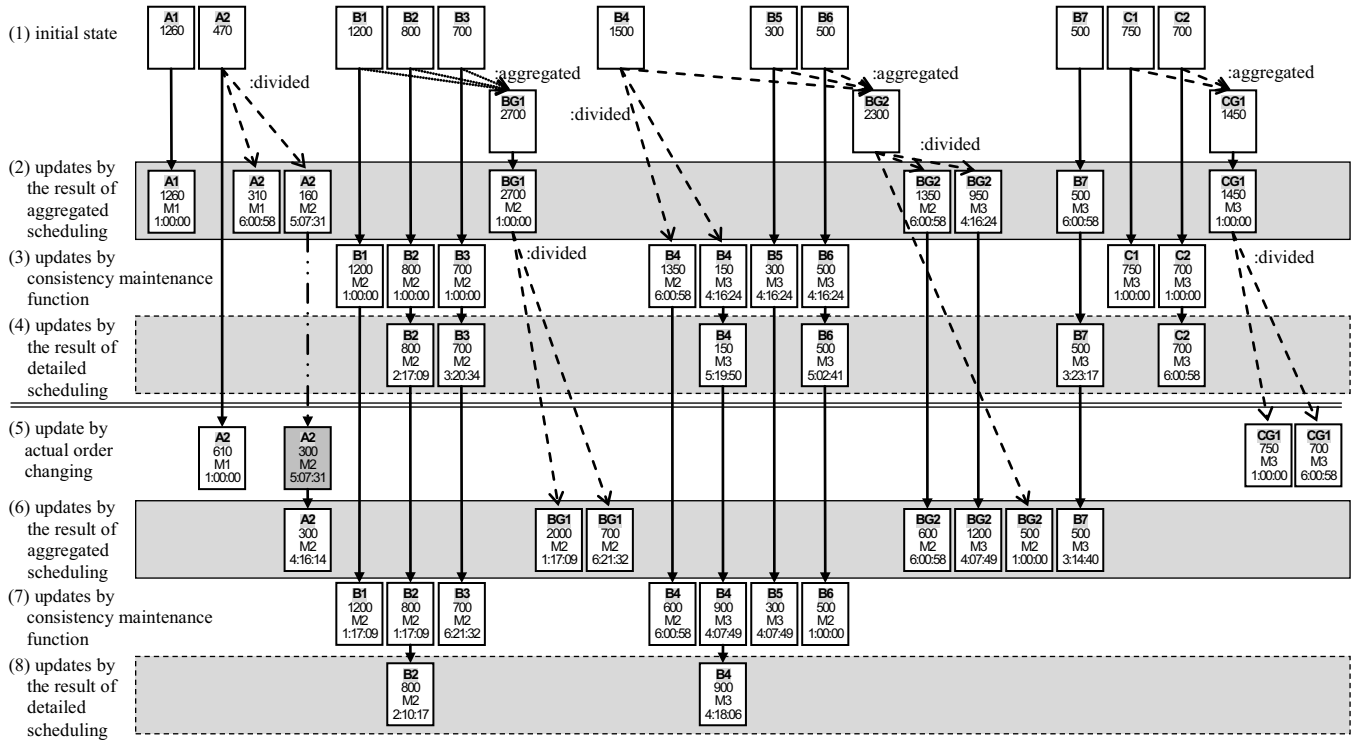 (1) initial state
A1
1260
A2
470
B1
1200
B2
800
B3
700
B4
1500
B5
300
B6
500
B7
500
C1
750
C2
700
:divided
:aggregated
BG1
2700
:divided
:aggregated
BG2
2300
:divided
:aggregated
CG1
1450
(2) updates by
the result of
aggregated
scheduling
A1
1260
M1
1:00:00
A2
310
M1
6:00:58
A2
160
M2
5:07:31
BG1
2700
M2
1:00:00
BG2
1350
M2
6:00:58
BG2
950
M3
4:16:24
B7
500
M3
6:00:58
CG1
1450
M3
1:00:00
(3) updates by
consistency maintenance
function
B1
1200
M2
1:00:00
B2
800
M2
1:00:00
B3
700
M2
1:00:00
:divided
B4
1350
M2
6:00:58
B4
150
M3
4:16:24
B5
300
M3
4:16:24
B6
500
M3
4:16:24
C1
750
M3
1:00:00
C2
700
M3
1:00:00
:divided
(4) updates by
the result of
detailed
scheduling
B2
800
M2
2:17:09
B3
700
M2
3:20:34
B4
150
M3
5:19:50
B6
500
M3
5:02:41
B7
500
M3
3:23:17
C2
700
M3
6:00:58
(5) update by
actual order
changing
A2
610
M1
1:00:00
A2
300
M2
5:07:31
CG1
750
M3
1:00:00
CG1
700
M3
6:00:58
(6) updates by
the result of
aggregated
scheduling
A2
300
M2
4:16:14
BG1
2000
M2
1:17:09
BG1
700
M2
6:21:32
BG2
600
M2
6:00:58
BG2
1200
M3
4:07:49
BG2
500
M2
1:00:00
B7
500
M3
3:14:40
(7) updates by
consistency maintenance
function
B1
1200
M2
1:17:09
B2
800
M2
1:17:09
B3
700
M2
6:21:32
B4
600
M2
6:00:58
B4
900
M3
4:07:49
B5
300
M3
4:07:49
B6
500
M2
1:00:00
(8) updates by
the result of
detailed
scheduling
B2
800
M2
2:10:17
B4
900
M3
4:18:06